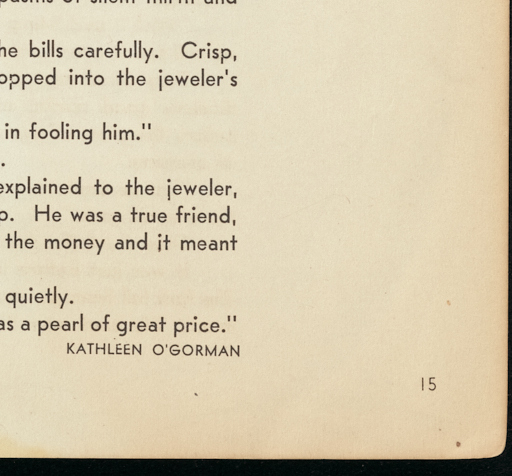 he bills carefully. Crisp,
opped into the jeweler's
in fooling him."
.
explained to the jeweler,
p. He was a true friend,
the money and it meant
quietly.
as a pearl of great price."
KATHLEEN O'GORMAN
15